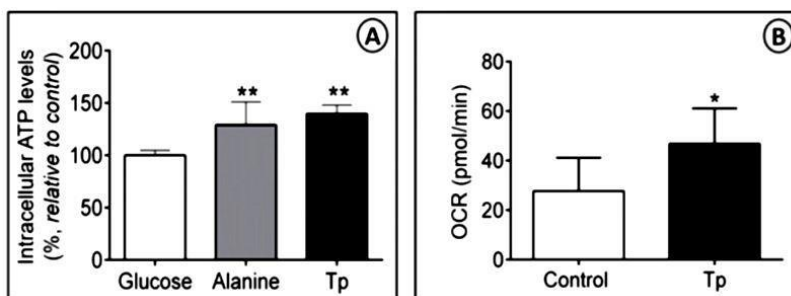 A
Intracellular ATP levels
(%, relative to control)
200
150
100
50
0
** **
Glucose Alanine Tp
B
OCR (pmol/min)
80
60
40
20
0
*
Control Tp